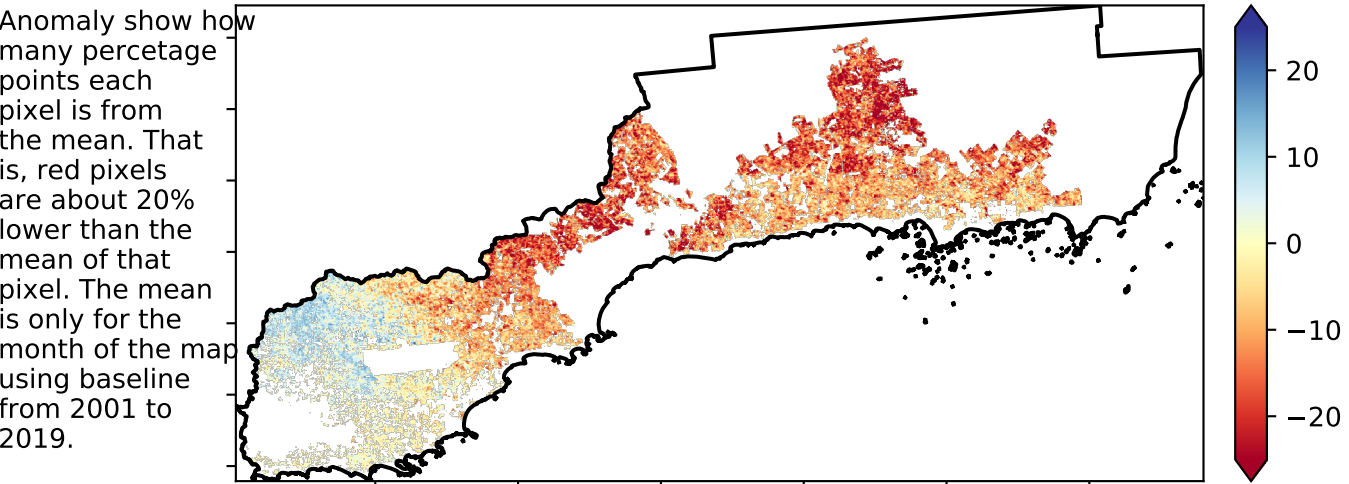 Anomaly show how
many percetage
points each
pixel is from
the mean. That
is, red pixels
are about 20%
lower than the
mean of that
pixel. The mean
is only for the
month of the map
using baseline
from 2001 to
2019.
20
10
0
−10
−20